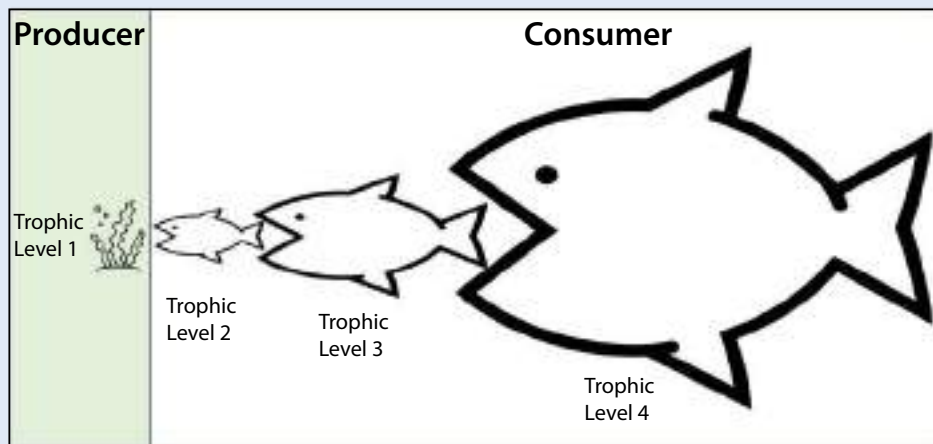 Producer
Consumer
Trophic
Level 1
Trophic
Level 2
Trophic
Level 3
Trophic
Level 4